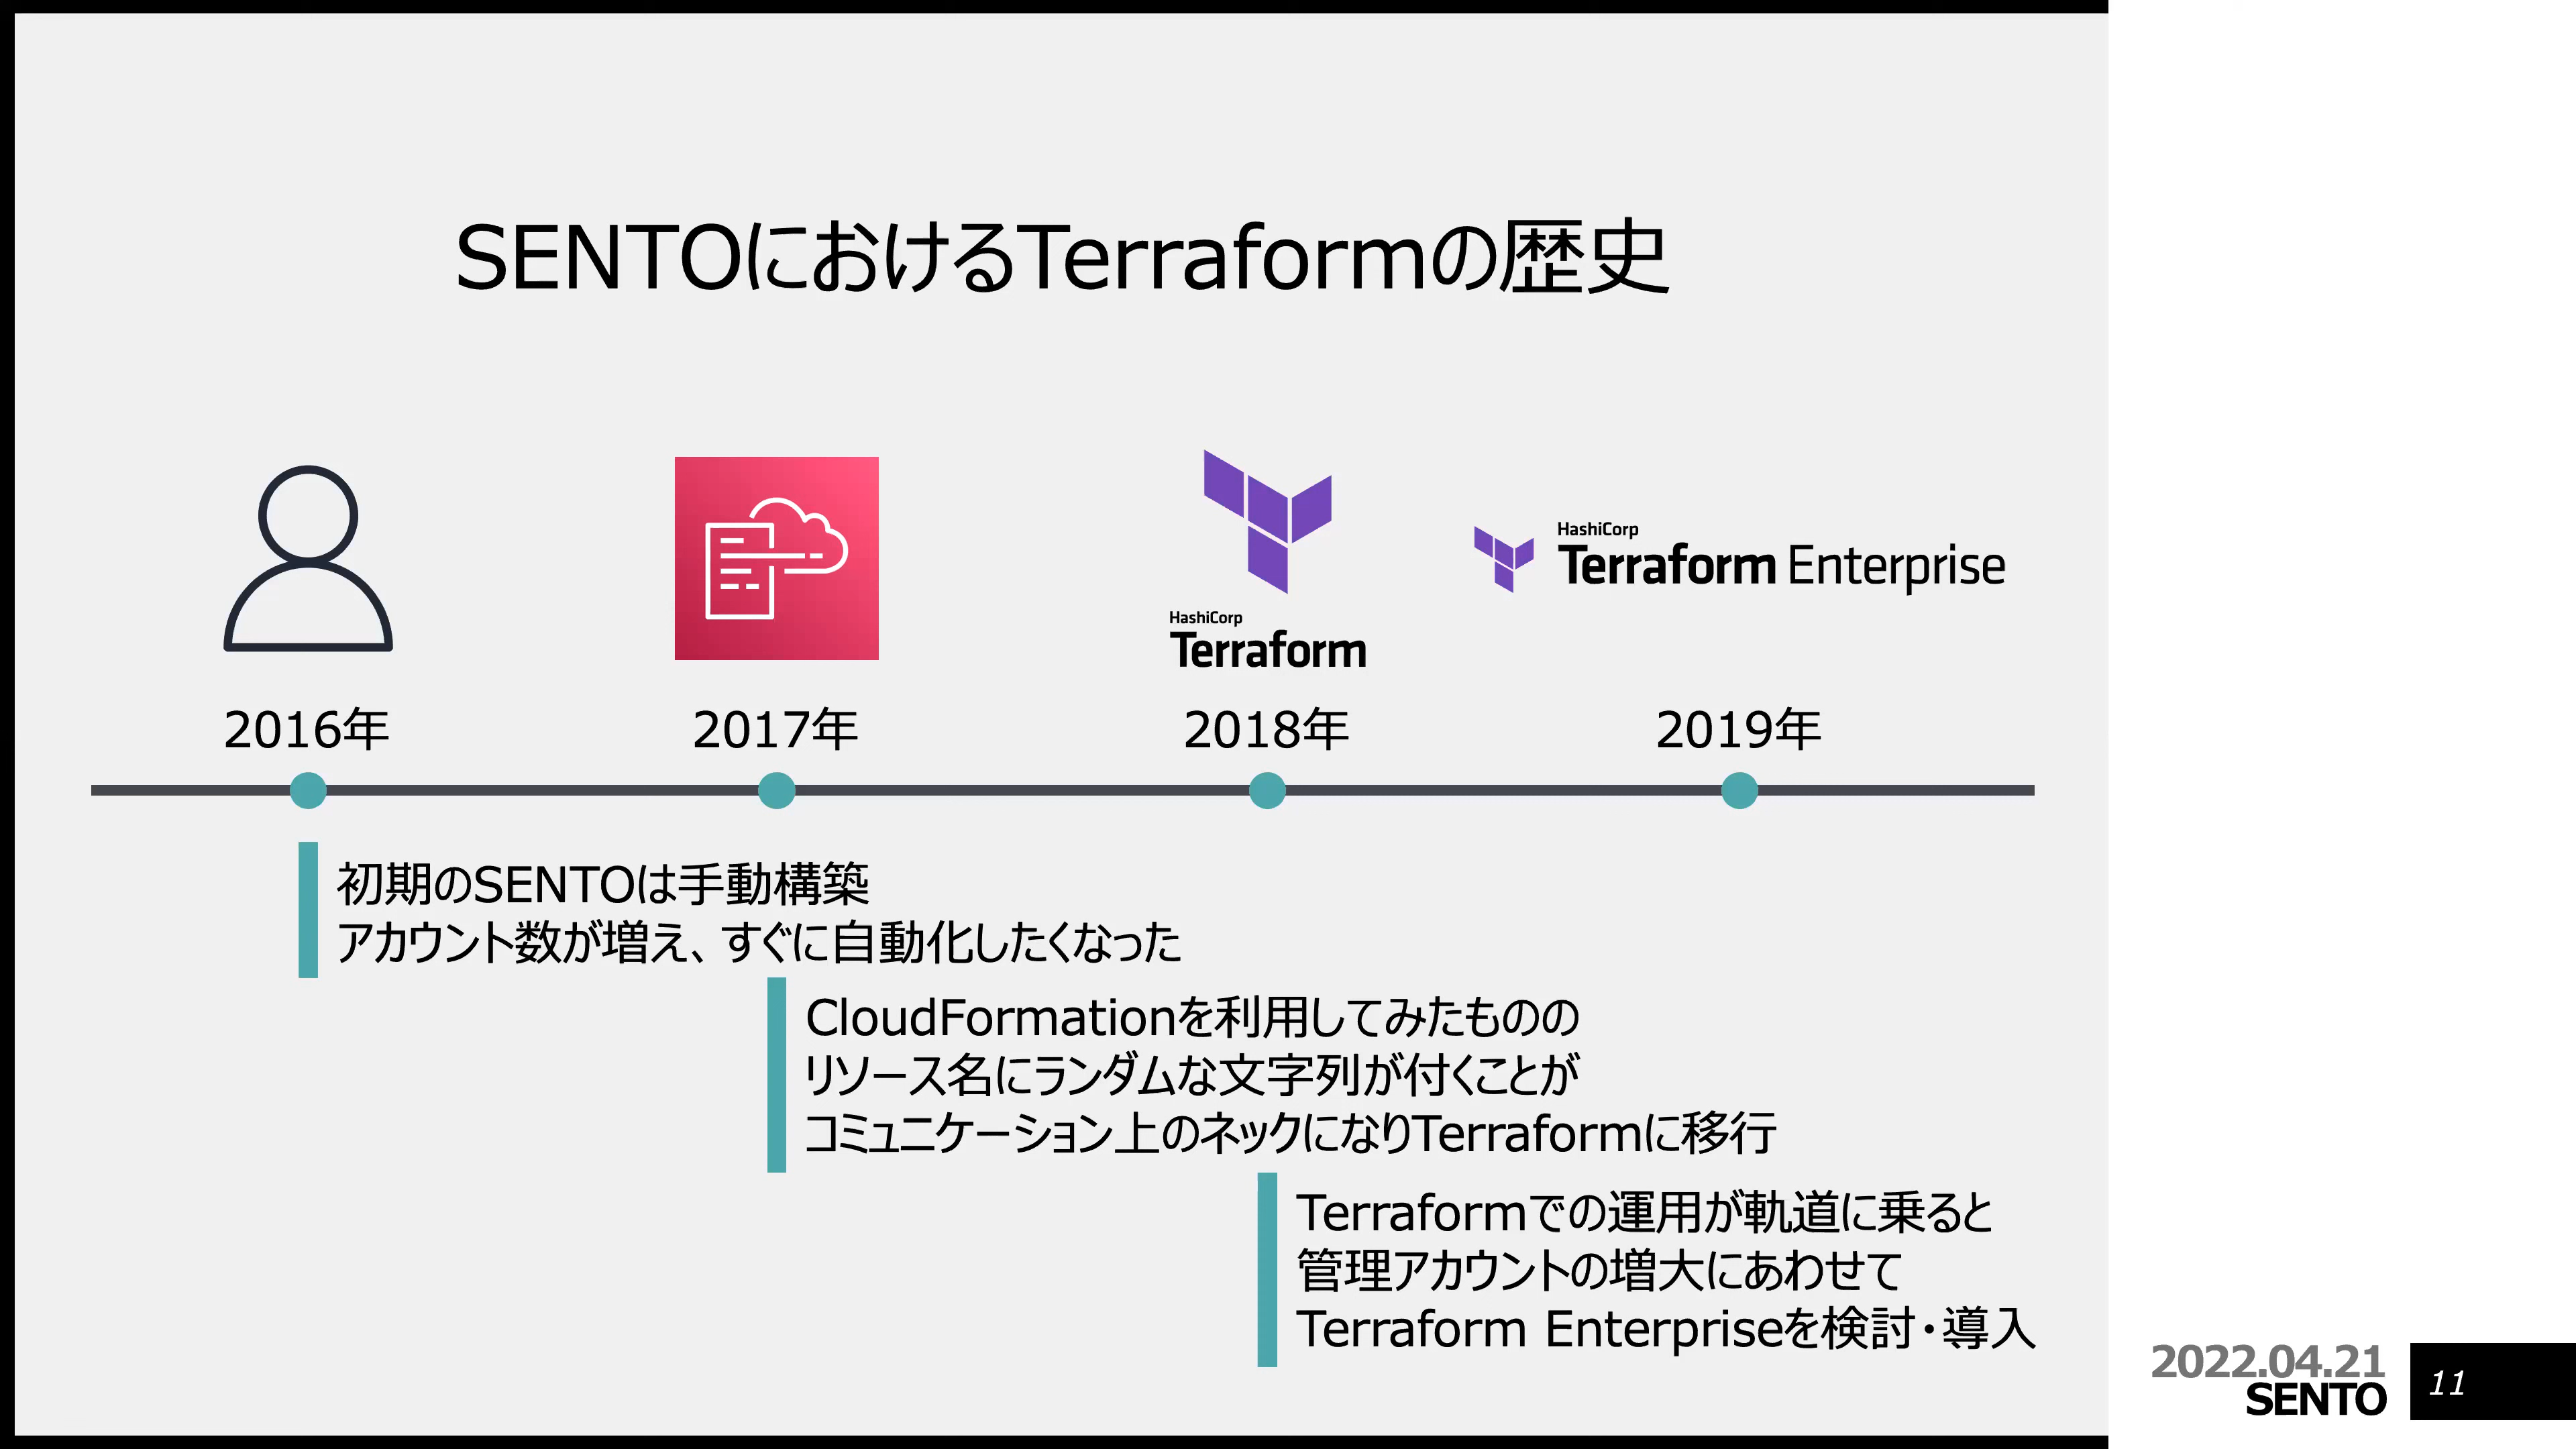 SENTOにおけるTerraformの歴史
HashiCorp
Terraform
HashiCorp
Terraform Enterprise
2016年
2017年
2018年
2019年
初期のSENTOは手動構築
アカウント数が増え、すぐに自動化したくなった
CloudFormationを利用してみたものの
リソース名にランダムな文字列が付くことが
コミュニケーション上のネックになりTerraformに移行
Terraformでの運用が軌道に乗ると
管理アカウントの増大にあわせて
Terraform Enterpriseを検討・導入
2022.04.21
SENTO
11